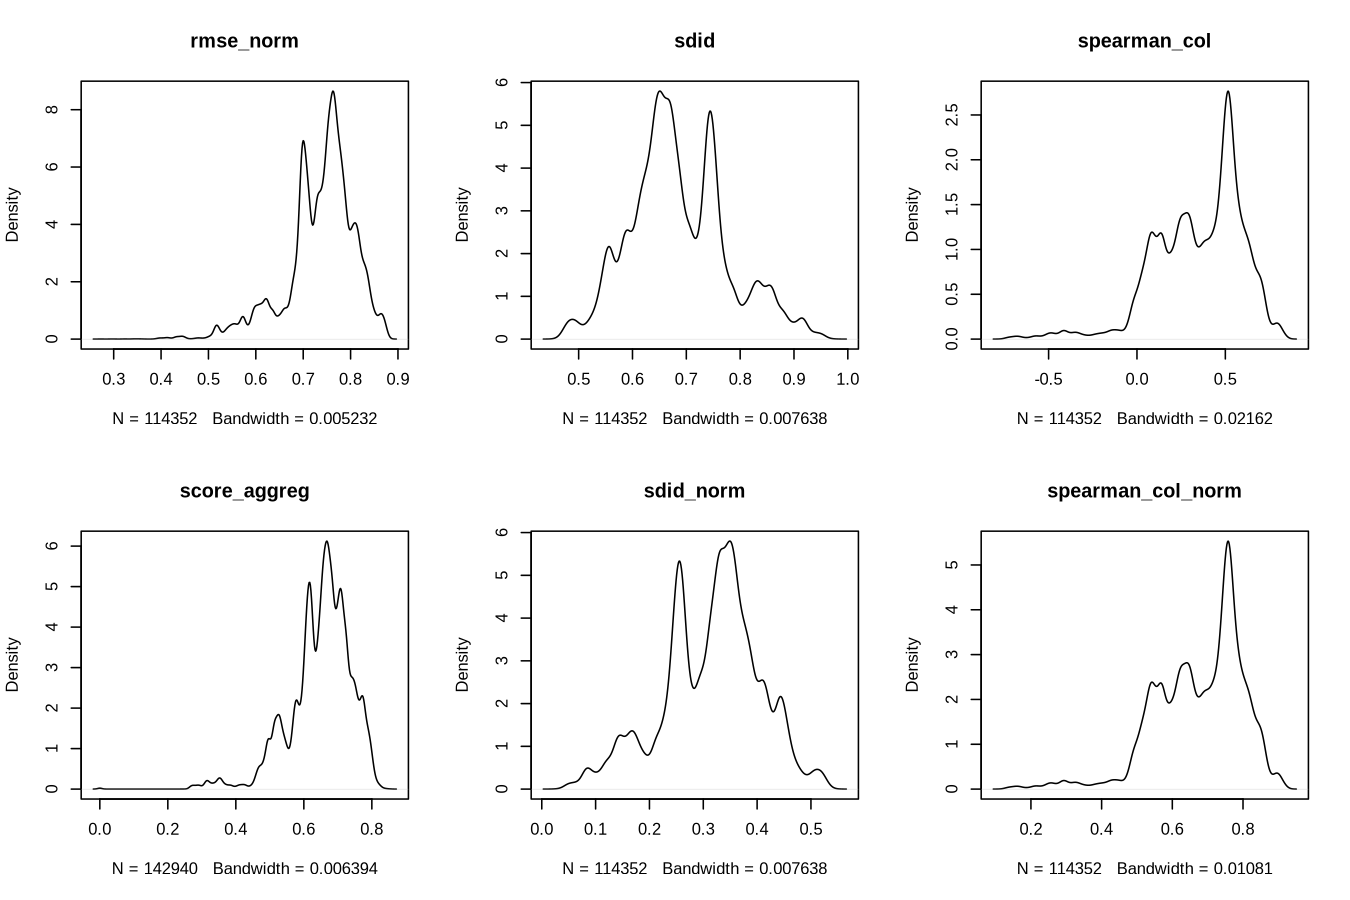 rmse_norm
Density
0 2 4 6 8
0.3 0.4 0.5 0.6 0.7 0.8 0.9
N = 114352 Bandwidth = 0.005232
sdid
Density
0 1 2 3 4 5 6
0.5 0.6 0.7 0.8 0.9 1.0
N = 114352 Bandwidth = 0.007638
spearman_col
Density
0.0 0.5 1.0 1.5 2.0 2.5
-0.5 0.0 0.5
N = 114352 Bandwidth = 0.02162
score_aggreg
Density
0 1 2 3 4 5 6
0.0 0.2 0.4 0.6 0.8
N = 142940 Bandwidth = 0.006394
sdid_norm
Density
0 1 2 3 4 5 6
0.0 0.1 0.2 0.3 0.4 0.5
N = 114352 Bandwidth = 0.007638
spearman_col_norm
Density
0 1 2 3 4 5
0.2 0.4 0.6 0.8
N = 114352 Bandwidth = 0.01081